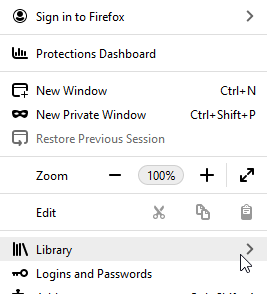 Sign in to Firefox
Protections Dashboard
New Window Ctrl+N
New Private Window Ctrl+Shift+P
Restore Previous Session
Zoom 100%
Edit
Library
Logins and Passwords